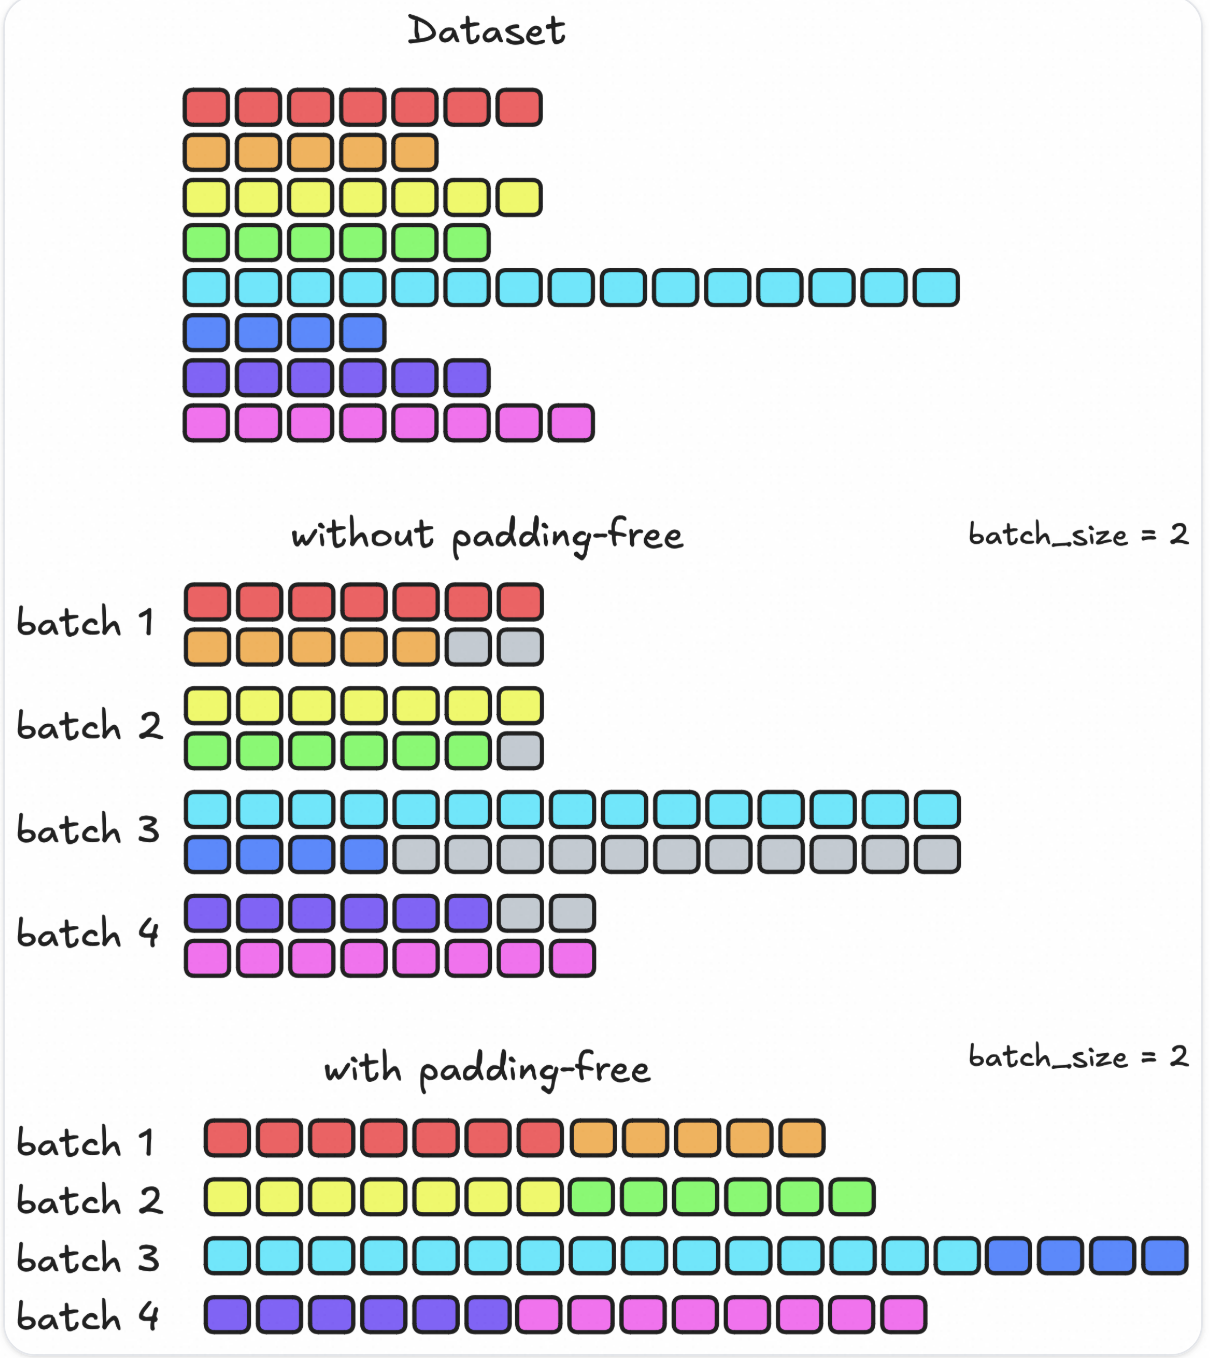 Dataset
without padding-free
batch_size = 2
batch 1
batch 2
batch 3
batch 4
with padding-free
batch_size = 2
batch 1
batch 2
batch 3
batch 4